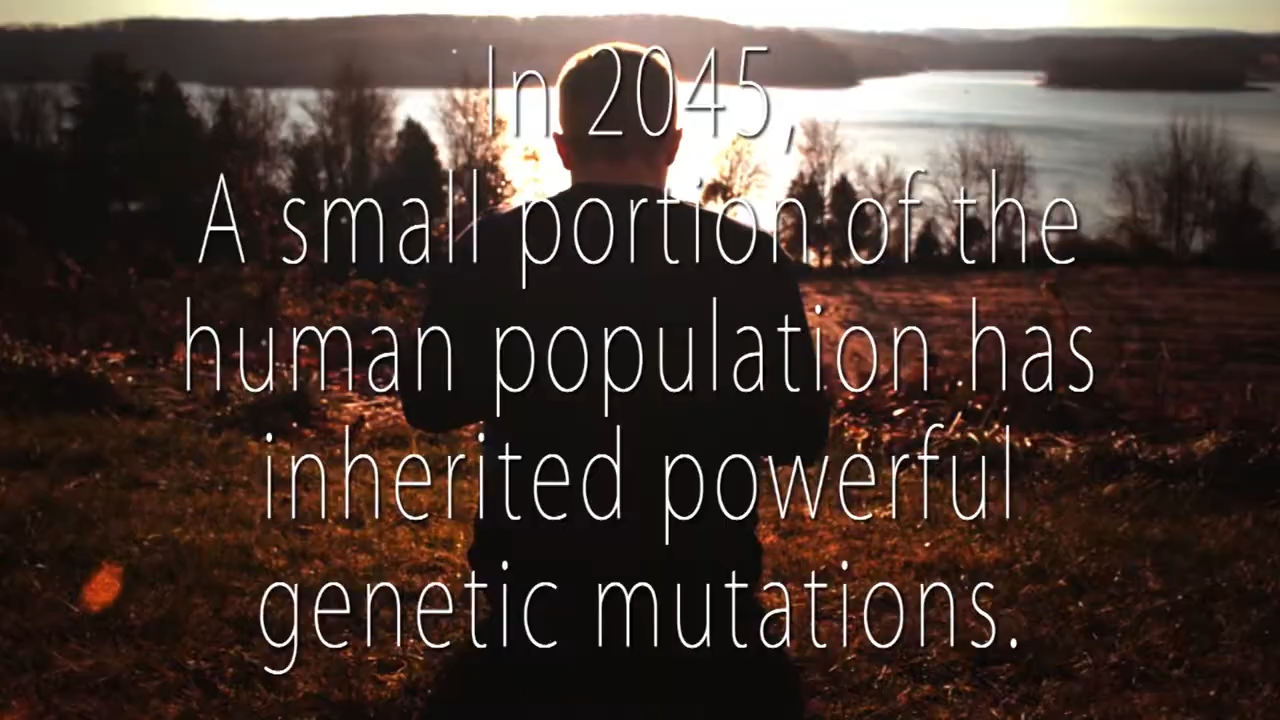 In 2045,
A small portion of the
human population has
inherited powerful
genetic mutations.